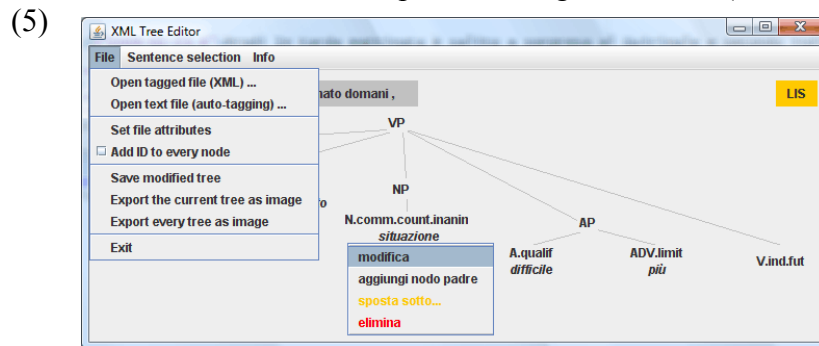 (5)
XML Tree Editor
File Sentence selection Info
Open tagged file (XML) ...
Open text file (auto-tagging) ...
Set file attributes
Add ID to every node
Save modified tree
Export the current tree as image
Export every tree as image
Exit
domani ,
LIS
VP
NP
N.comm.count.inanin
situazione
modifica
aggiungi nodo padre
sposta sotto...
elimina
AP
A.qualif
difficile
ADV.limit
più
V.ind.fut